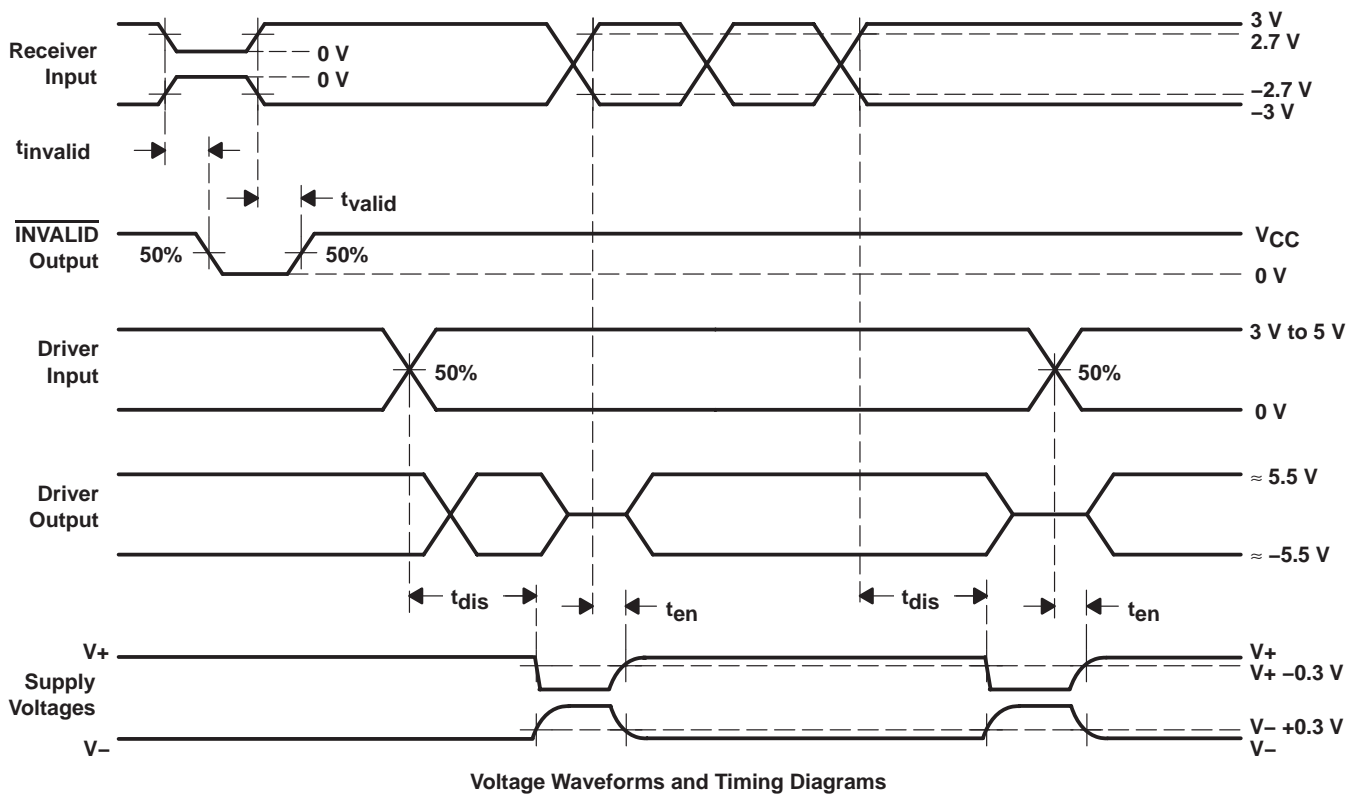 3 V
2.7 V
Receiver
Input
0 V
0 V
−2.7 V
−3 V
tinvalid
tvalid
INVALID
Output
50%
50%
VCC
0 V
Driver
Input
50%
50%
3 V to 5 V
0 V
Driver
Output
≈ 5.5 V
≈ −5.5 V
tdis
ten
tdis
ten
V+
Supply
Voltages
V−
V+
V+ −0.3 V
V− +0.3 V
V−
Voltage Waveforms and Timing Diagrams